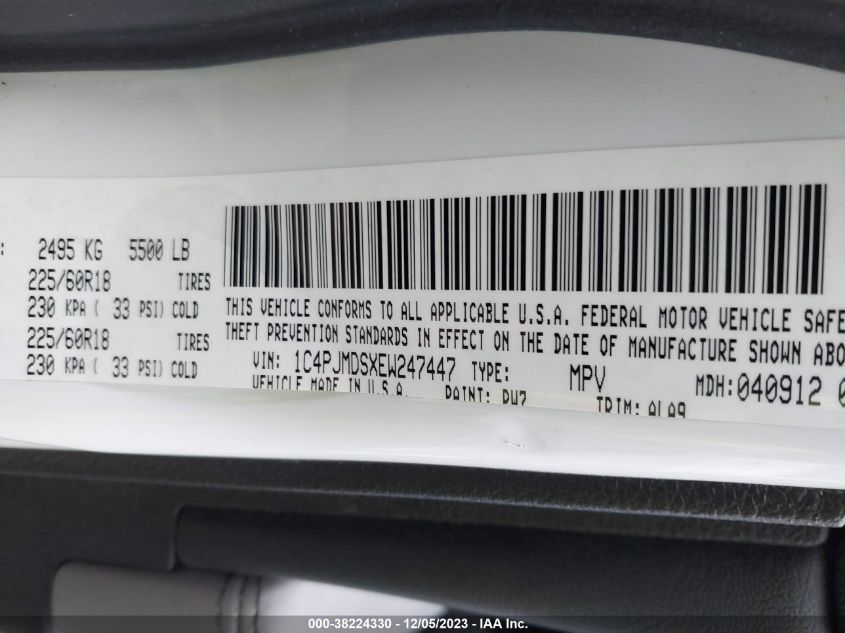 : 2495 KG 5500 LB
225/60R18 TIRES
230 KPA ( 33 PSI) COLD
225/60R18 TIRES
230 KPA ( 33 PSI) COLD
THIS VEHICLE CONFORMS TO ALL APPLICABLE U.S.A. FEDERAL MOTOR VEHICLE SAFE
THEFT PREVENTION STANDARDS IN EFFECT ON THE DATE OF MANUFACTURE SHOWN ABO
VIN: 1C4PJMDSXEW247447 TYPE: MPV MDH:040912 0
VEHICLE MADE IN U.S.A. PAINT: PW7 TRIM: ALA9
000-38224330 - 12/05/2023 - IAA Inc.